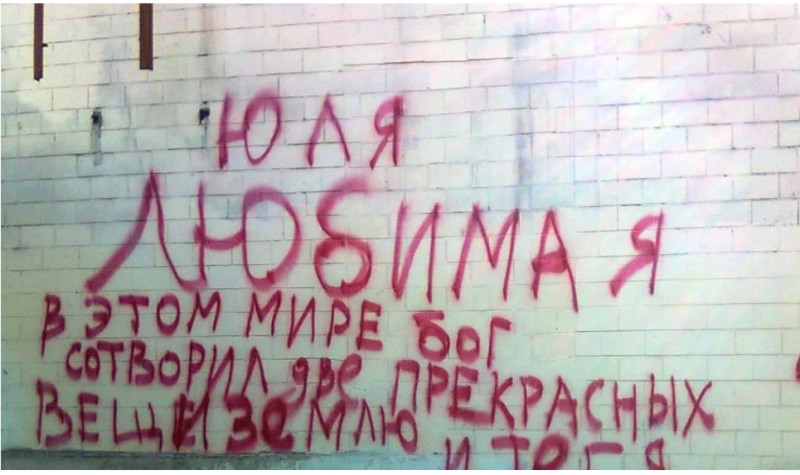 ЮЛЯ
ЛЮБИМАЯ
В ЭТОМ МИРЕ БОГ
СОТВОРИЛ две ПРЕКРАСНЫХ
ВЕЩИ ЗЕМЛЮ И ТЕБЯ